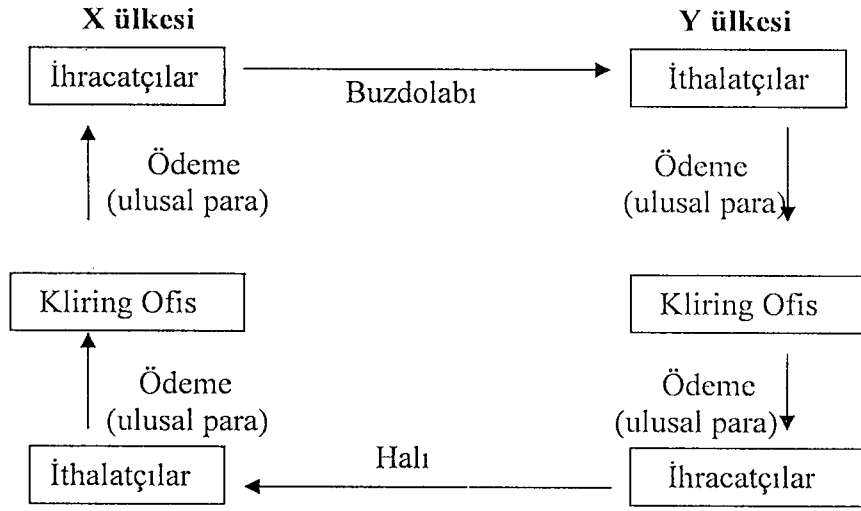 X ülkesi
Y ülkesi
İhracatçılar
Buzdolabı
İthalatçılar
Ödeme
(ulusal para)
Ödeme
(ulusal para)
Kliring Ofis
Kliring Ofis
Ödeme
(ulusal para)
Ödeme
(ulusal para)
İthalatçılar
Halı
İhracatçılar